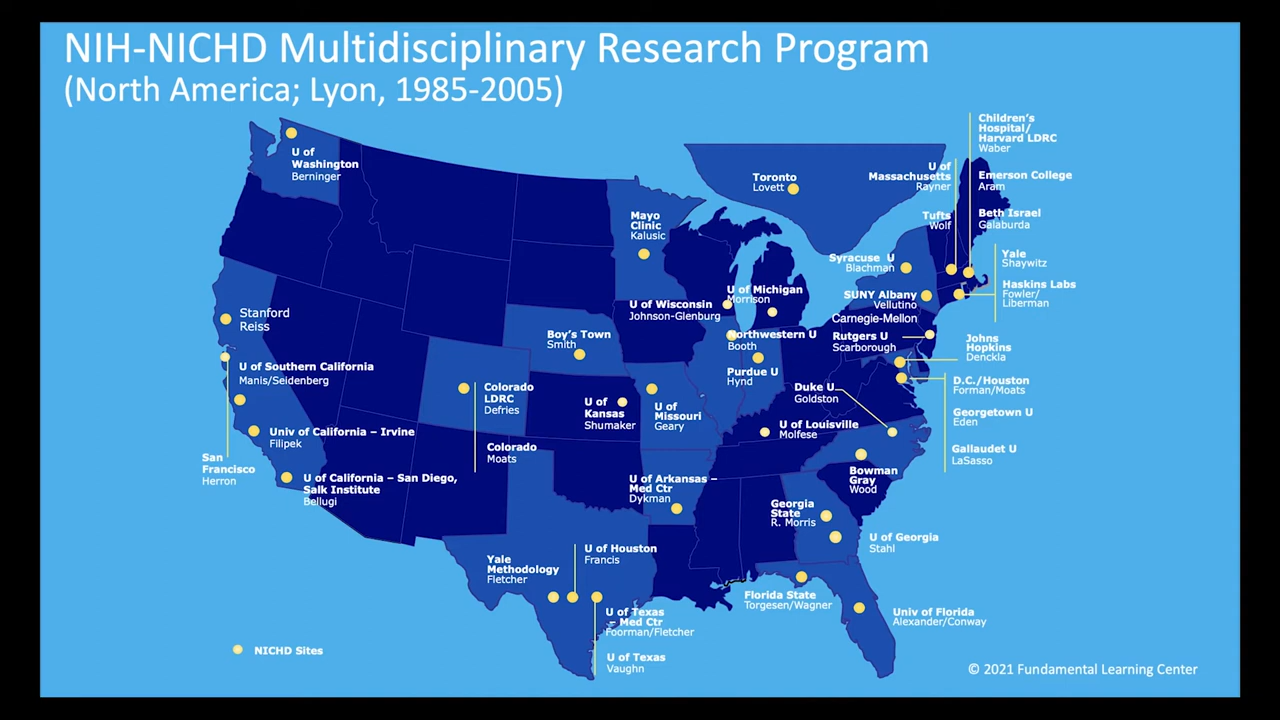 NIH-NICHD Multidisciplinary Research Program
(North America; Lyon, 1985-2005)
U of
Washington
Berninger
Stanford
Reiss
U of Southern California
Manis/Seidenberg
Univ of California – Irvine
Filipek
San
Francisco
Herron
U of California – San Diego,
Salk Institute
Bellugi
Colorado
LDRC
Defries
Colorado
Moats
Boy's Town
Smith
Mayo
Clinic
Kalusic
U of Wisconsin
Johnson-Glenburg
U of Michigan
Morrison
Northwestern U
Booth
Purdue U
Hynd
U of
Kansas
Shumaker
U of
Missouri
Geary
U of Arkansas –
Med Ctr
Dykman
Yale
Methodology
Fletcher
U of Houston
Francis
U of Texas
– Med Ctr
Foorman/Fletcher
U of Texas
Vaughn
Toronto
Lovett
Syracuse U
Blachman
SUNY Albany
Vellutino
Carnegie-Mellon
Rutgers U
Scarborough
Duke U
Goldston
U of Louisville
Molfese
Bowman
Gray
Wood
Georgia
State
R. Morris
U of Georgia
Stahl
Florida State
Torgesen/Wagner
Univ of Florida
Alexander/Conway
Children's
Hospital/
Harvard LDRC
Waber
U of
Massachusetts
Rayner
Emerson College
Aram
Tufts
Wolf
Beth Israel
Galaburda
Yale
Shaywitz
Haskins Labs
Fowler/
Liberman
Johns
Hopkins
Denckla
D.C./Houston
Forman/Moats
Georgetown U
Eden
Gallaudet U
LaSasso
NICHD Sites
© 2021 Fundamental Learning Center